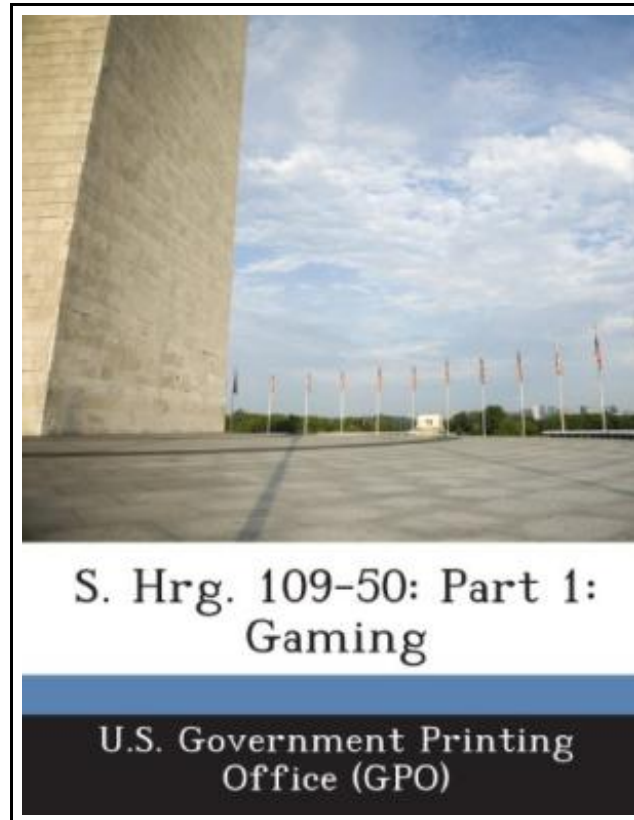 S. Hrg. 109-50: Part 1:
Gaming
U.S. Government Printing
Office (GPO)